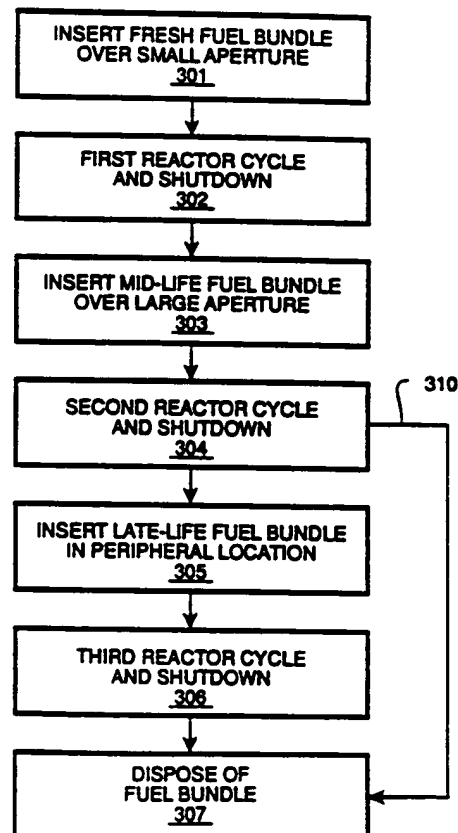 INSERT FRESH FUEL BUNDLE
OVER SMALL APERTURE
301
FIRST REACTOR CYCLE
AND SHUTDOWN
302
INSERT MID-LIFE FUEL BUNDLE
OVER LARGE APERTURE
303
310
SECOND REACTOR CYCLE
AND SHUTDOWN
304
INSERT LATE-LIFE FUEL BUNDLE
IN PERIPHERAL LOCATION
305
THIRD REACTOR CYCLE
AND SHUTDOWN
306
DISPOSE OF
FUEL BUNDLE
307